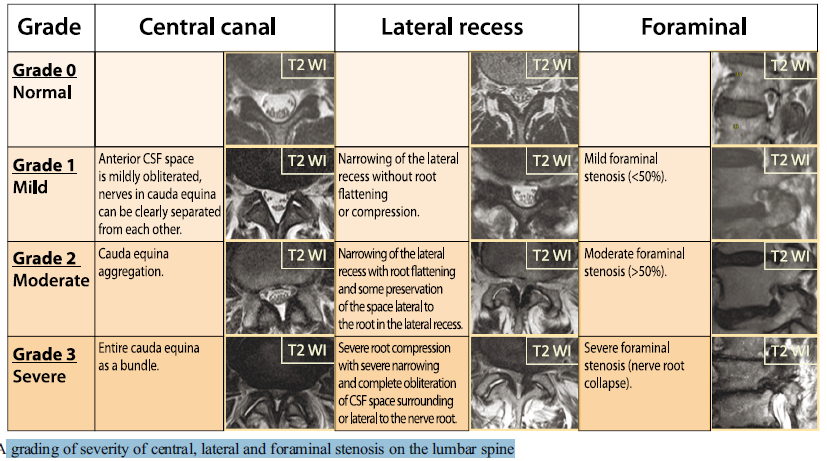 Grade Central canal Lateral recess Foraminal
Grade 0
Normal
T2 WI
T2 WI
T2 WI
Grade 1
Mild
Anterior CSF space
is mildly obliterated,
nerves in cauda equina
can be clearly separated
from each other.
T2 WI
Narrowing of the lateral
recess without root
flattening
or compression.
T2 WI
Mild foraminal
stenosis (<50%).
T2 WI
Grade 2
Moderate
Cauda equina
aggregation.
T2 WI
Narrowing of the lateral
recess with root flattening
and some preservation
of the space lateral to
the root in the lateral recess.
T2 WI
Moderate foraminal
stenosis (>50%).
T2 WI
Grade 3
Severe
Entire cauda equina
as a bundle.
T2 WI
Severe root compression
with severe narrowing
and complete obliteration
of CSF space surrounding
or lateral to the nerve root.
T2 WI
Severe foraminal
stenosis (nerve root
collapse).
T2 WI
A grading of severity of central, lateral and foraminal stenosis on the lumbar spine